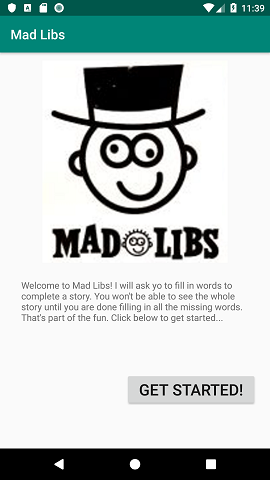 11:39
Mad Libs
MAD LIBS
Welcome to Mad Libs! I will ask yo to fill in words to
complete a story. You won't be able to see the whole
story until you are done filling in all the missing words.
That's part of the fun. Click below to get started...
GET STARTED!